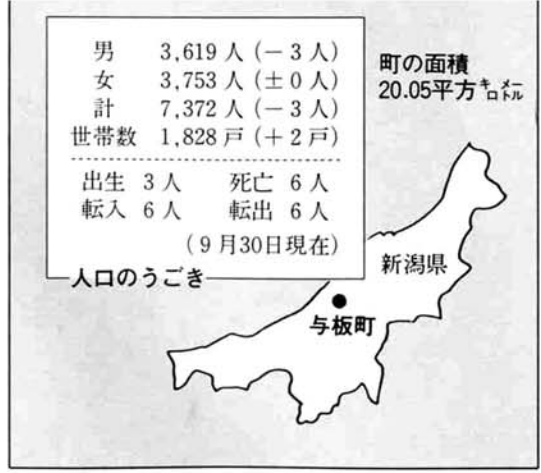 男 3,619人(－3人)
女 3,753人(±0人)
計 7,372人(－3人)
世帯数 1,828戸(＋2戸)
出生 3人 死亡 6人
転入 6人 転出 6人
(9月30日現在)
人口のうごき
町の面積
20.05平方キロメートル
新潟県
与板町